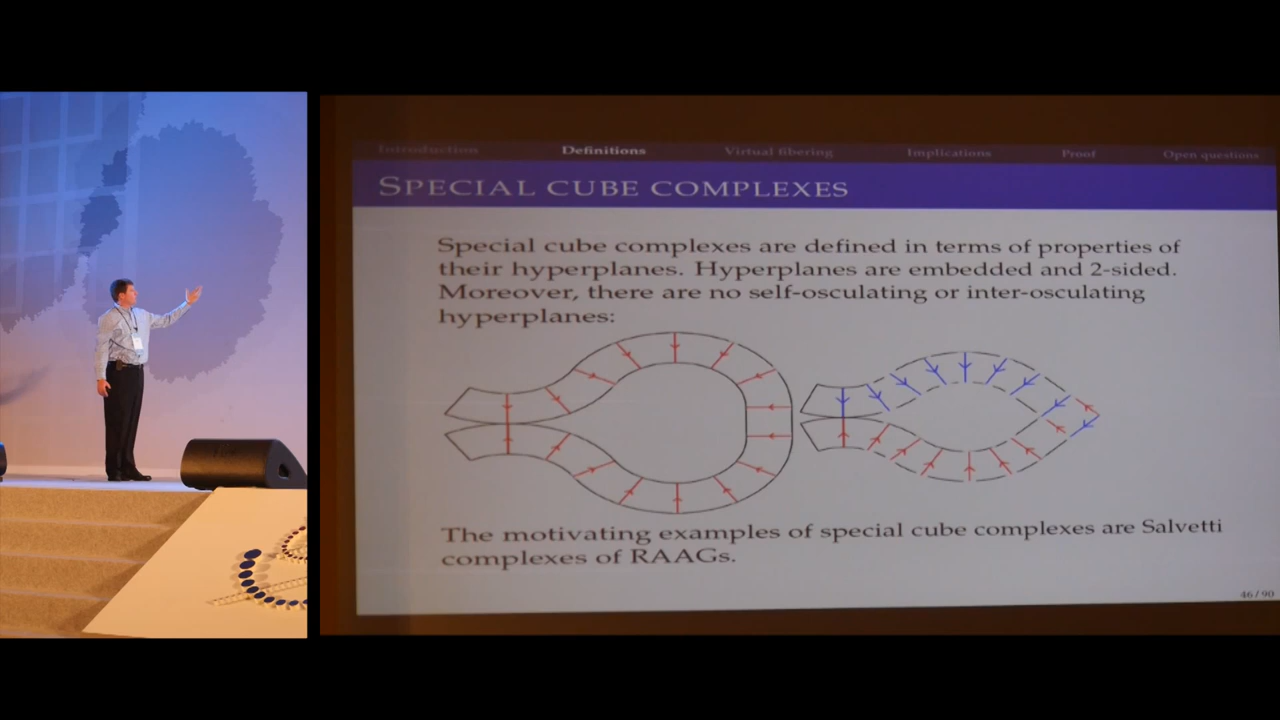 Introduction Definitions Virtual fibering Implications Proof Open questions
SPECIAL CUBE COMPLEXES
Special cube complexes are defined in terms of properties of
their hyperplanes. Hyperplanes are embedded and 2-sided.
Moreover, there are no self-osculating or inter-osculating
hyperplanes:
The motivating examples of special cube complexes are Salvetti
complexes of RAAGs.
46 / 90